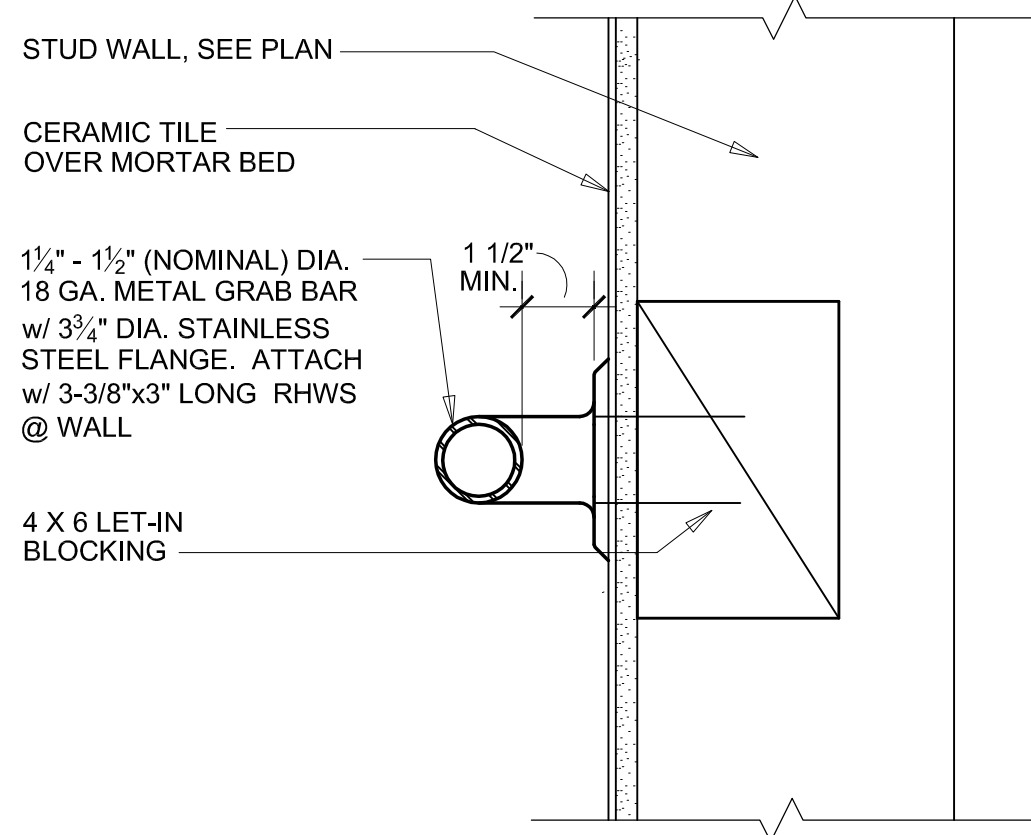 STUD WALL, SEE PLAN
CERAMIC TILE
OVER MORTAR BED
1¼" - 1½" (NOMINAL) DIA.
18 GA. METAL GRAB BAR
w/ 3¾" DIA. STAINLESS
STEEL FLANGE. ATTACH
w/ 3-3/8"x3" LONG RHWS
@ WALL
1 1/2"
MIN.
4 X 6 LET-IN
BLOCKING